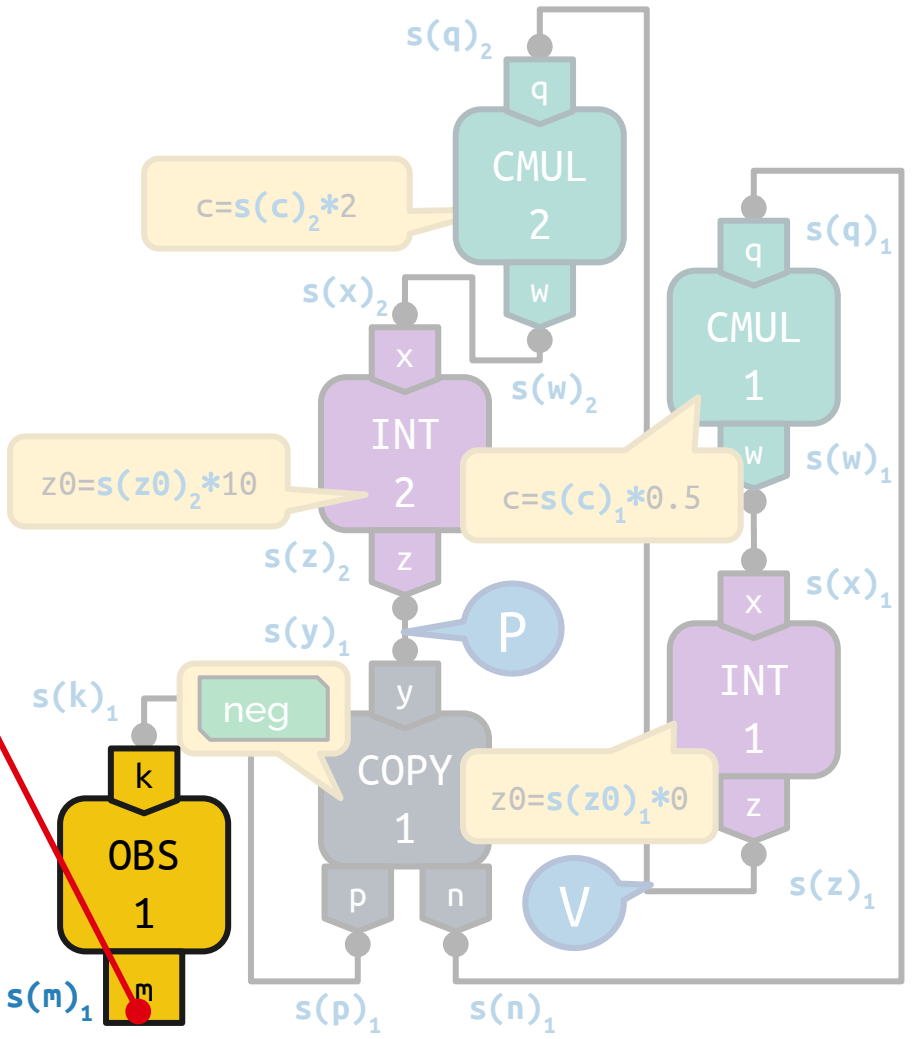 s(q)2
q
CMUL
2
c=s(c)2*2
w
s(x)2
s(w)2
q
s(q)1
CMUL
1
x
INT
2
z0=s(z0)2*10
w
s(w)1
c=s(c)1*0.5
s(z)2
z
x
s(x)1
s(y)1
P
INT
1
y
neg
s(k)1
COPY
1
k
z0=s(z0)1*0
z
OBS
1
p
n
V
s(z)1
m
s(m)1
s(p)1
s(n)1